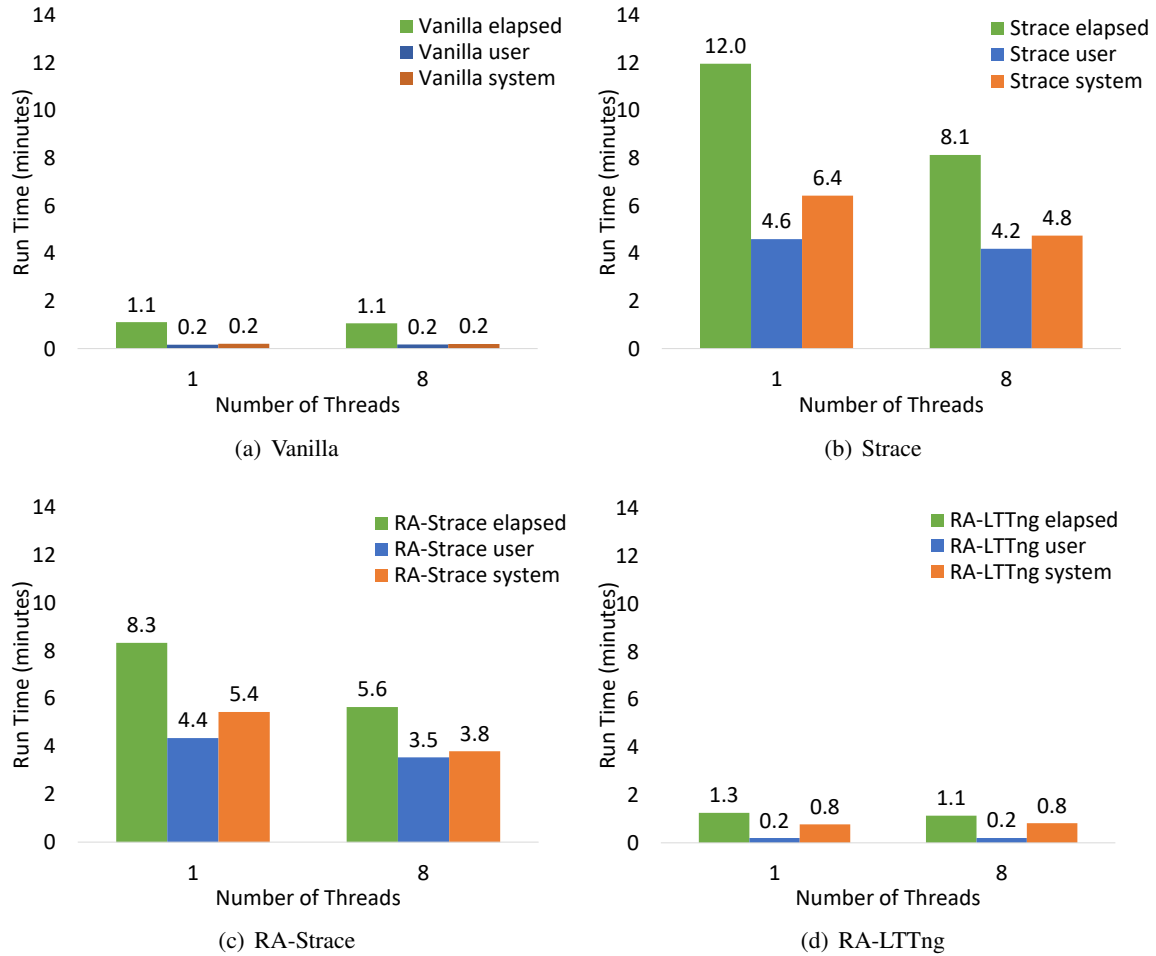 14
12
10
8
6
4
2
0
Run Time (minutes)
Vanilla elapsed
Vanilla user
Vanilla system
1.1
0.2
0.2
1.1
0.2
0.2
1
8
Number of Threads
(a) Vanilla
14
12
10
8
6
4
2
0
Run Time (minutes)
Strace elapsed
Strace user
Strace system
12.0
4.6
6.4
8.1
4.2
4.8
1
8
Number of Threads
(b) Strace
14
12
10
8
6
4
2
0
Run Time (minutes)
RA-Strace elapsed
RA-Strace user
RA-Strace system
8.3
4.4
5.4
5.6
3.5
3.8
1
8
Number of Threads
(c) RA-Strace
14
12
10
8
6
4
2
0
Run Time (minutes)
RA-LTTng elapsed
RA-LTTng user
RA-LTTng system
1.3
0.2
0.8
1.1
0.2
0.8
1
8
Number of Threads
(d) RA-LTTng